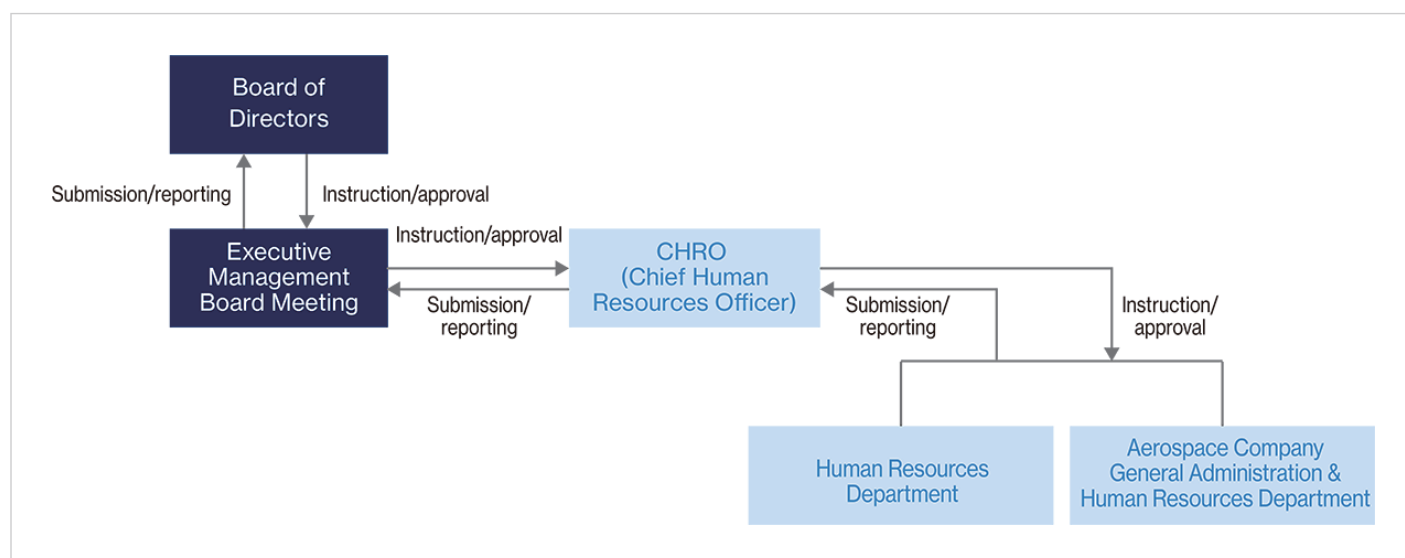 Board of
Directors
Submission/reporting
Instruction/approval
Executive
Management
Board Meeting
Instruction/approval
Submission/
reporting
CHRO
(Chief Human
Resources Officer)
Submission/
reporting
Instruction/
approval
Human Resources
Department
Aerospace Company
General Administration &
Human Resources Department